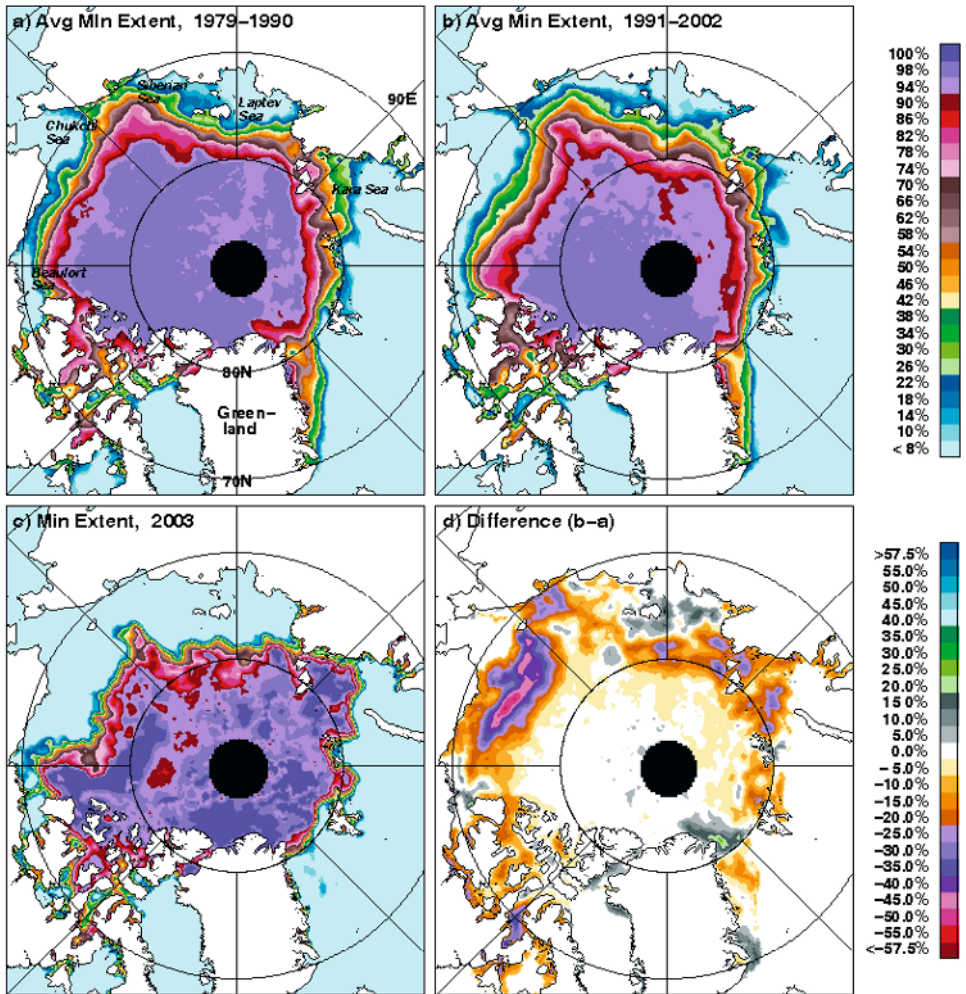 a) Avg Min Extent, 1979–1990
Siberian
Sea
Laptev
Sea
90E
Chukchi
Sea
Kara Sea
Beaufort
Sea
80N
Green–
land
70N
b) Avg Min Extent, 1991–2002
100%
98%
94%
90%
86%
82%
78%
74%
70%
66%
62%
58%
54%
50%
46%
42%
38%
34%
30%
26%
22%
18%
14%
10%
< 8%
c) Min Extent, 2003
d) Difference (b–a)
>57.5%
55.0%
50.0%
45.0%
40.0%
35.0%
30.0%
25.0%
20.0%
15.0%
10.0%
5.0%
0.0%
–5.0%
–10.0%
–15.0%
–20.0%
–25.0%
–30.0%
–35.0%
–40.0%
–45.0%
–50.0%
–55.0%
<–57.5%